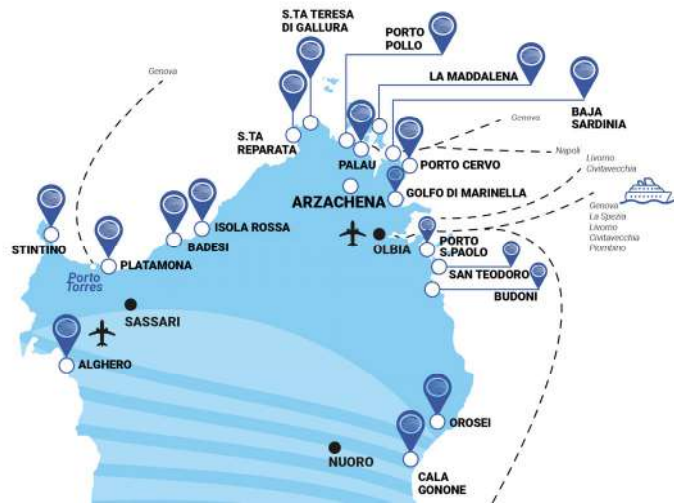 S.TA TERESA
DI GALLURA
PORTO
POLLO
LA MADDALENA
BAJA
SARDINIA
Genova
S.TA
REPARATA
PALAU
PORTO CERVO
Genova
Napoli
Livorno
Civitavecchia
ARZACHENA
GOLFO DI MARINELLA
Genova
La Spezia
Livorno
Civitavecchia
Piombino
STINTINO
ISOLA ROSSA
BADESI
PLATAMONA
Porto
Torres
OLBIA
PORTO
S.PAOLO
SAN TEODORO
BUDONI
SASSARI
ALGHERO
OROSEI
NUORO
CALA
GONONE